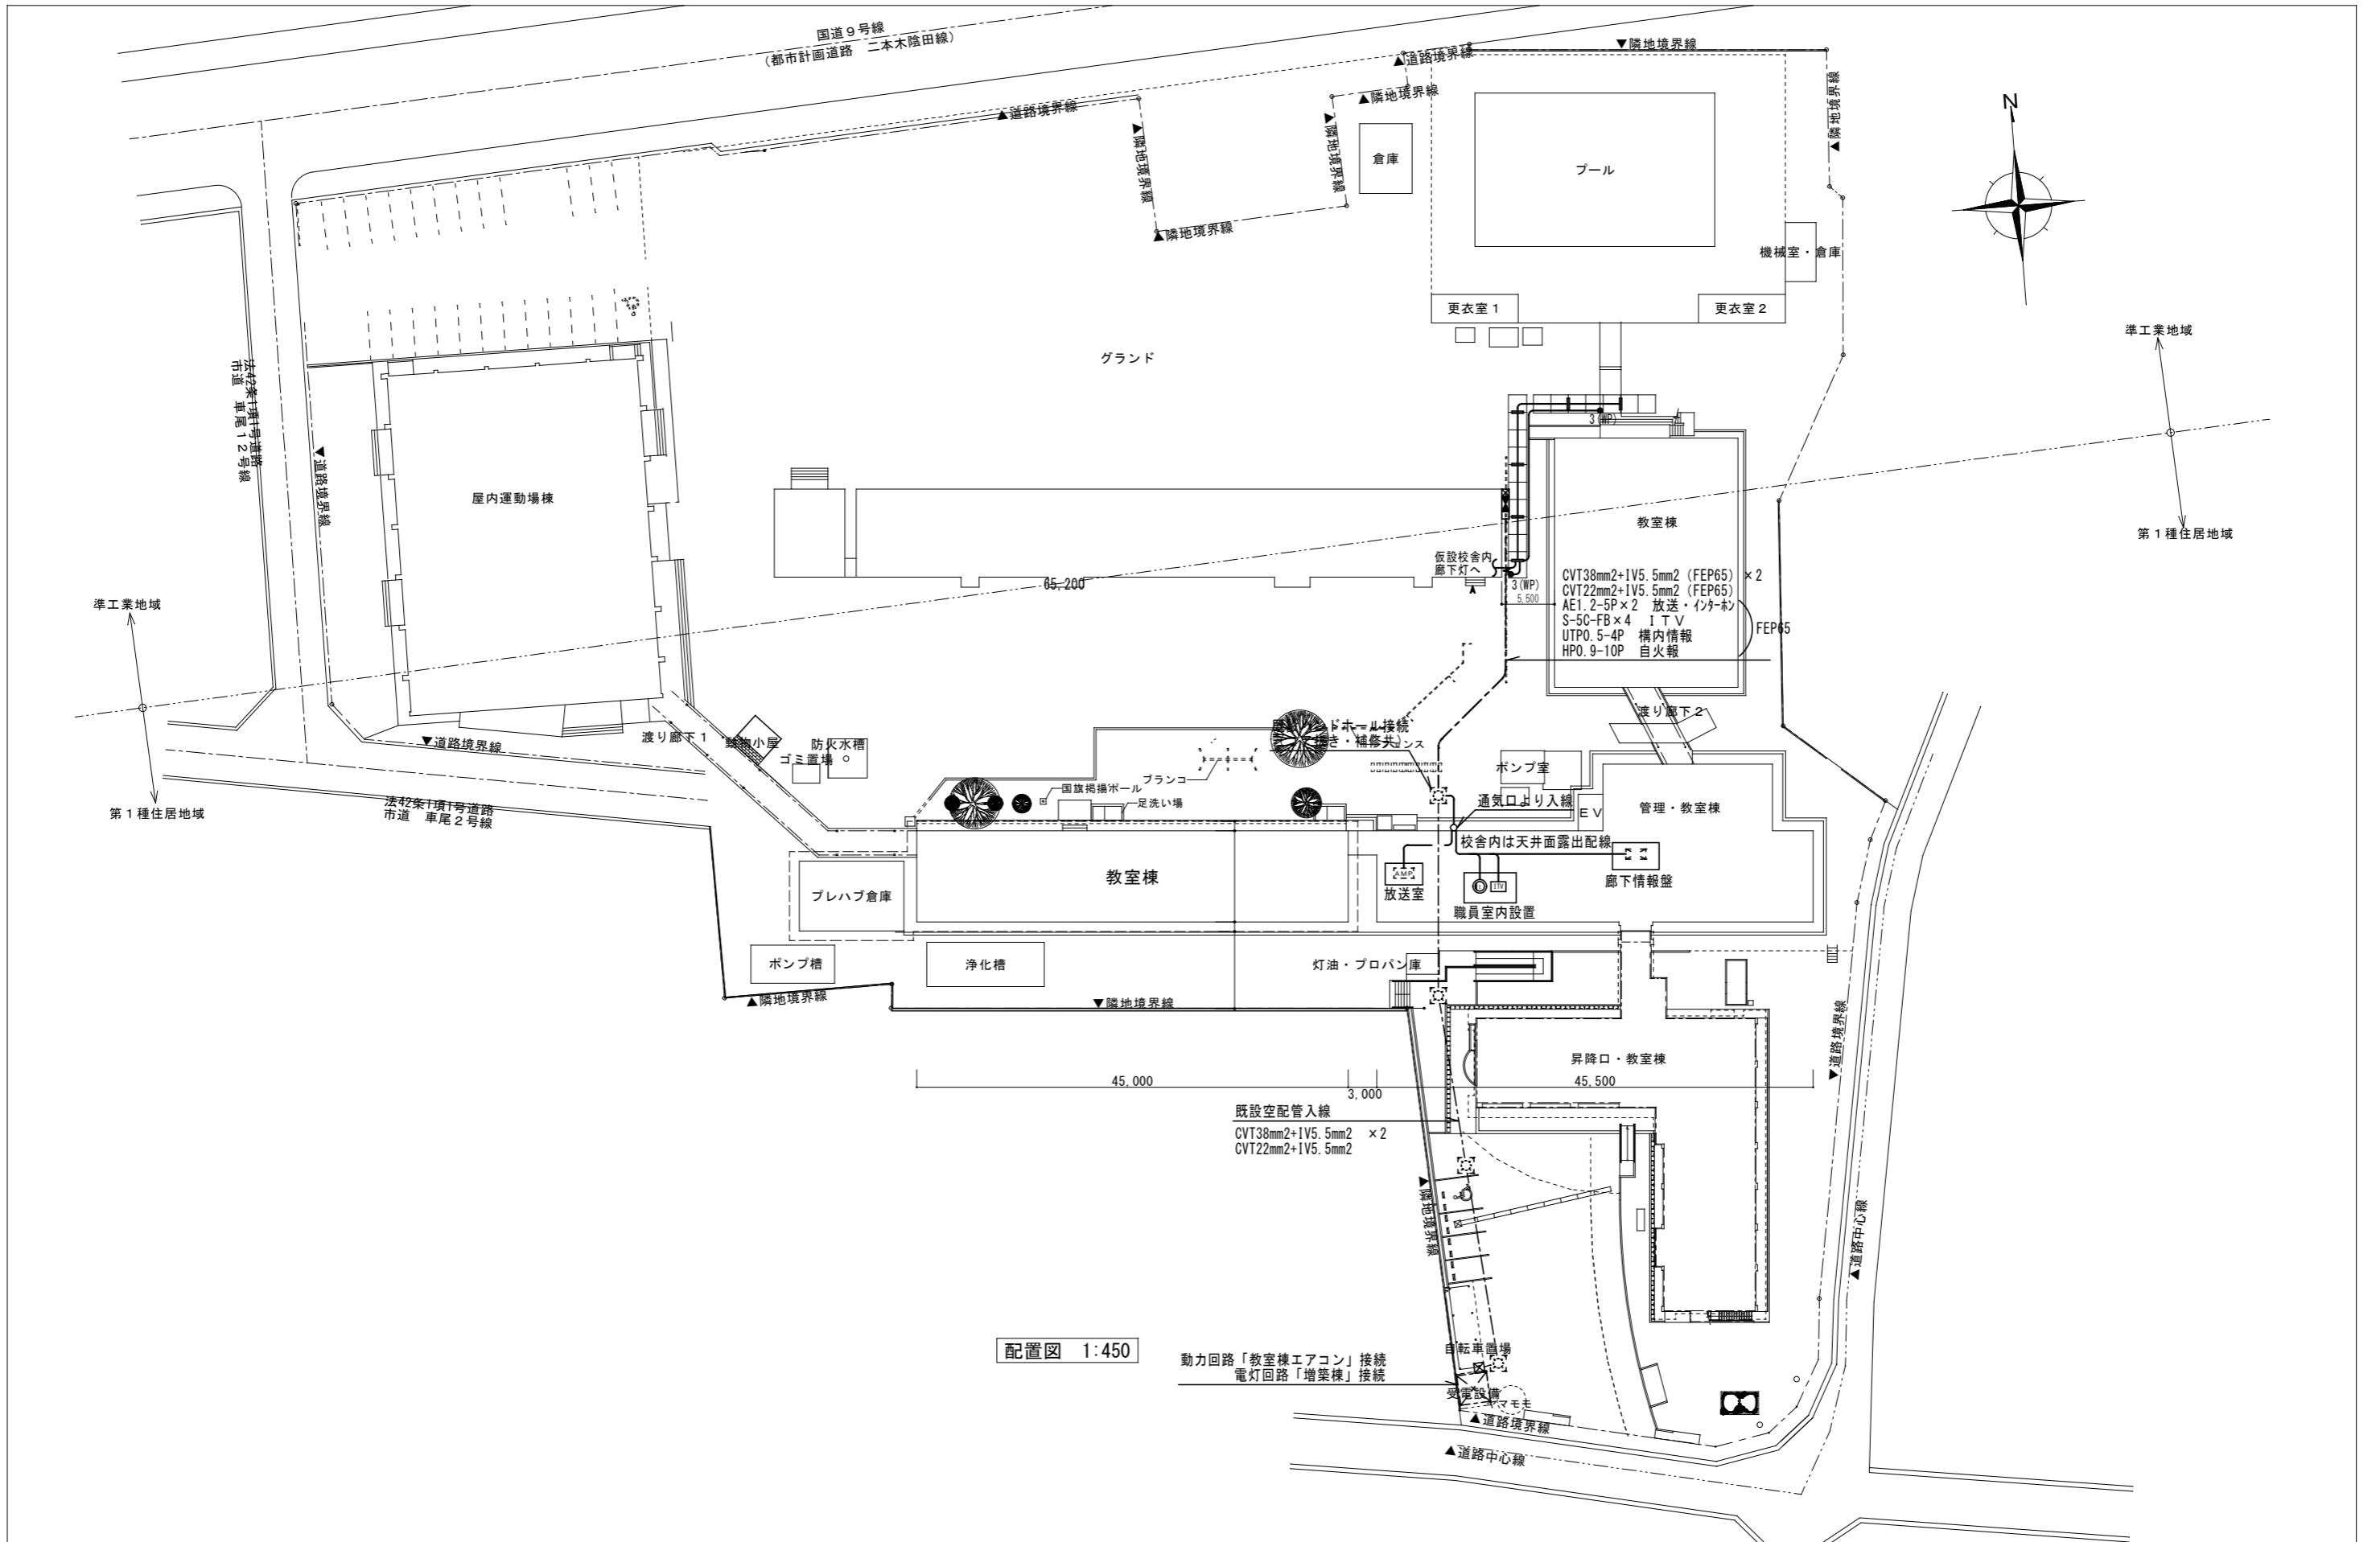 国道9号線
（都市計画道路 二本木陰田線）
▼隣地境界線
▲道路境界線
▲隣地境界線
▲道路境界線
▼隣地境界線
▼隣地境界線
▲隣地境界線
▲隣地境界線
倉庫
プール
N
機械室・倉庫
更衣室1
更衣室2
準工業地域
第1種住居地域
グランド
法42条1項1号道路
市道 車尾12号線
▼道路境界線
屋内運動場棟
3(WP)
教室棟
仮設校舎内
廊下灯へ
3(WP)
5,500
65,200
CVT38mm2+IV5.5mm2 (FEP65) ×2
CVT22mm2+IV5.5mm2 (FEP65)
AE1.2-5P×2 放送・インターホン
S-5C-FB×4 ITV
UTP0.5-4P 構内情報
HP0.9-10P 自火報
FEP65
準工業地域
第1種住居地域
▼道路境界線
法42条1項1号道路
市道 車尾2号線
渡り廊下1
動物小屋
ゴミ置場
防火水槽
ブランコ
国旗掲揚ポール
足洗い場
ドホール接続
き・補修共)
渡り廊下2
ポンプ室
通気口より入線
EV
管理・教室棟
校舎内は天井面露出配線
教室棟
AMP
放送室
ITV
職員室内設置
廊下情報盤
プレハブ倉庫
ポンプ槽
浄化槽
灯油・プロパン庫
▲隣地境界線
▼隣地境界線
▼道路境界線
昇降口・教室棟
45,000
3,000
45,500
既設空配管入線
CVT38mm2+IV5.5mm2 ×2
CVT22mm2+IV5.5mm2
▼隣地境界線
▲道路中心線
配置図 1:450
自転車置場
動力回路「教室棟エアコン」接続
電灯回路「増築棟」接続
受電設備
マモモ
▲道路境界線
▲道路中心線